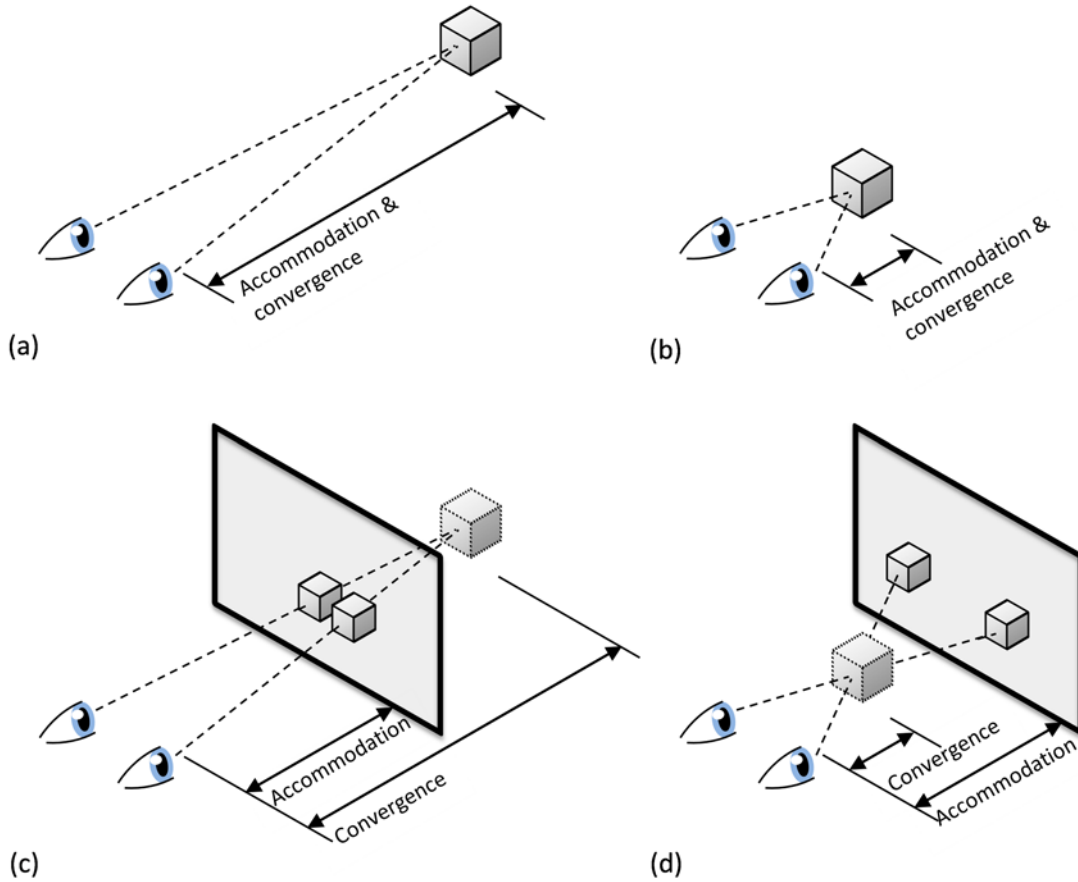 Accommodation &
convergence
(a)
Accommodation &
convergence
(b)
Accommodation
Convergence
(c)
Convergence
Accommodation
(d)